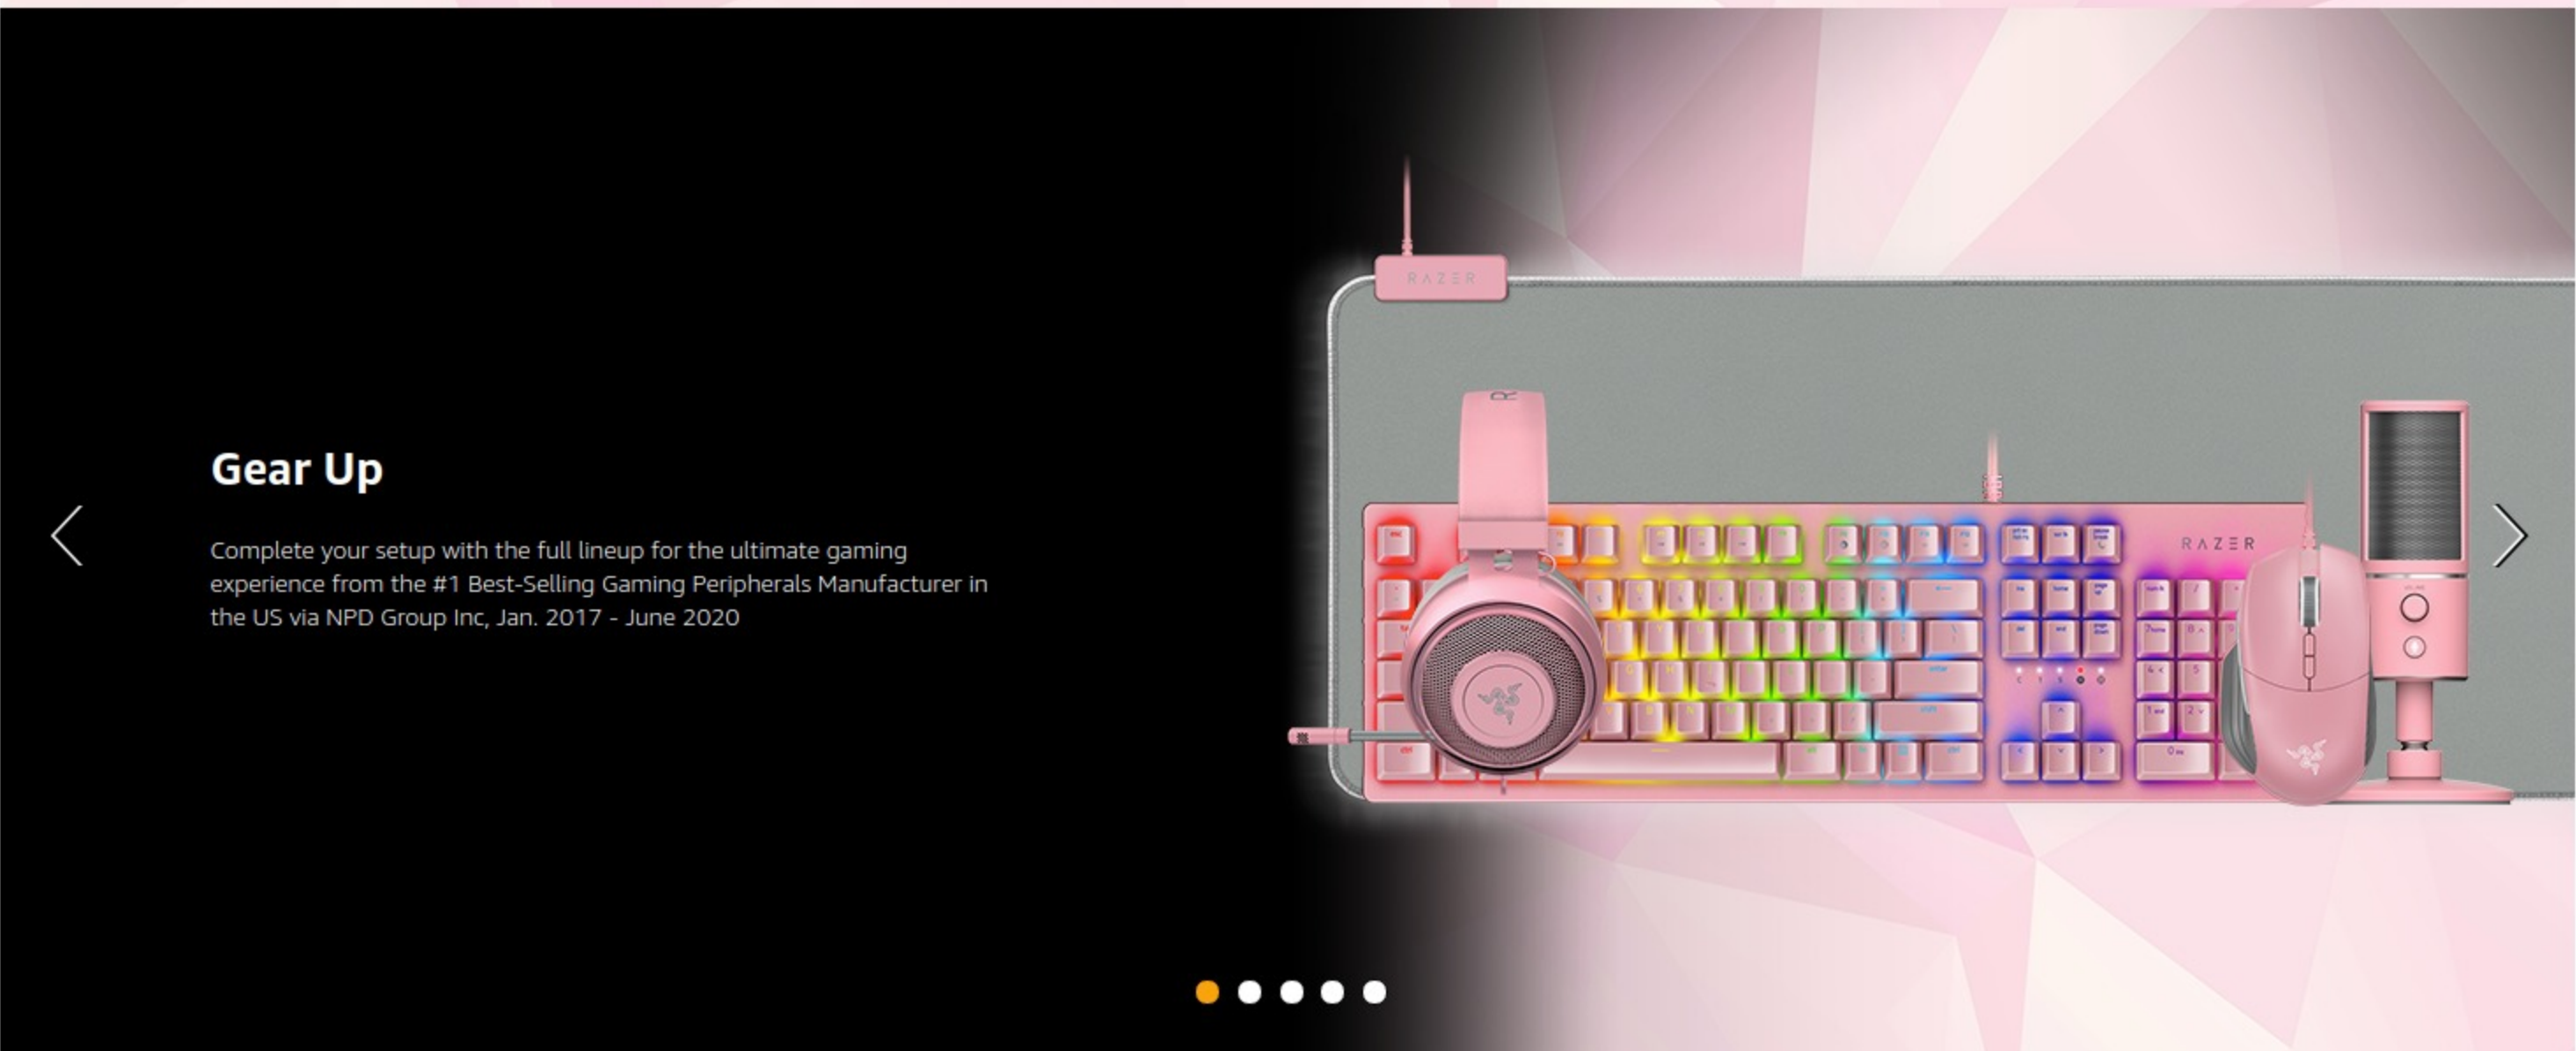 RAZER
R
Gear Up
Complete your setup with the full lineup for the ultimate gaming
experience from the #1 Best-Selling Gaming Peripherals Manufacturer in
the US via NPD Group Inc, Jan. 2017 - June 2020
RAZER